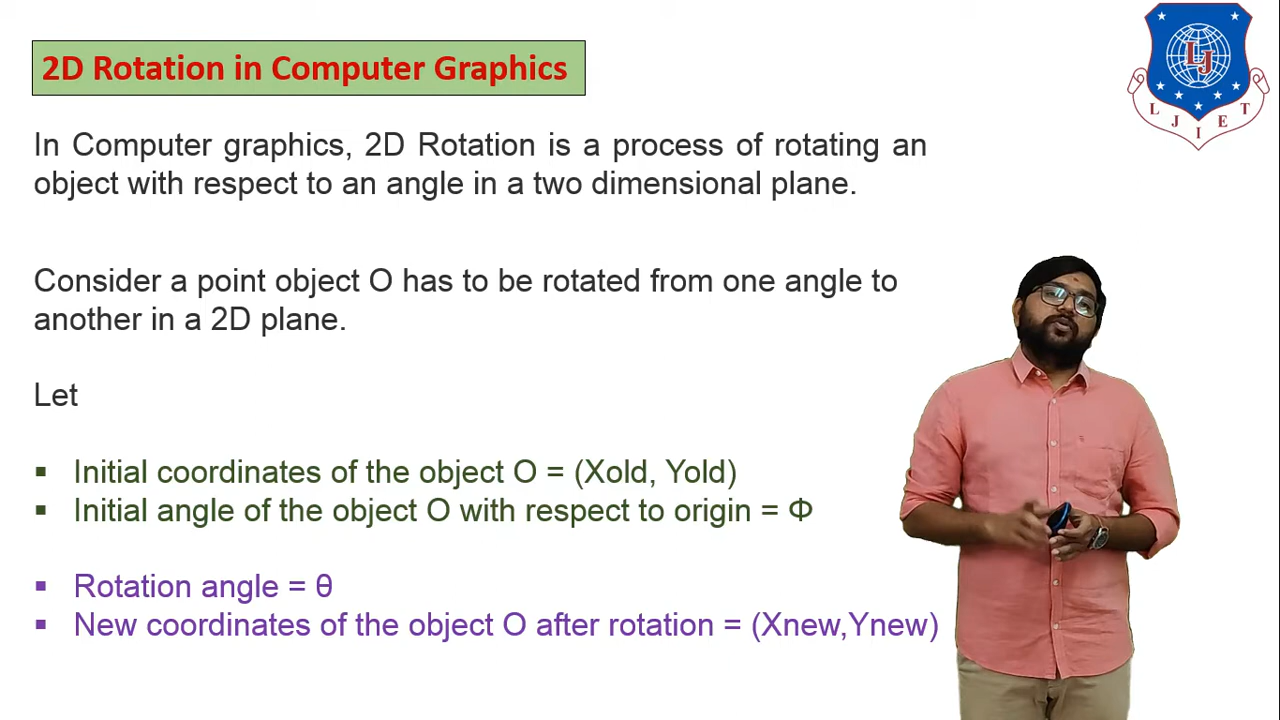 2D Rotation in Computer Graphics
In Computer graphics, 2D Rotation is a process of rotating an
object with respect to an angle in a two dimensional plane.
Consider a point object O has to be rotated from one angle to
another in a 2D plane.
Let
▪ Initial coordinates of the object O = (Xold, Yold)
▪ Initial angle of the object O with respect to origin = Φ
▪ Rotation angle = θ
▪ New coordinates of the object O after rotation = (Xnew,Ynew)
LJ
L J I E T